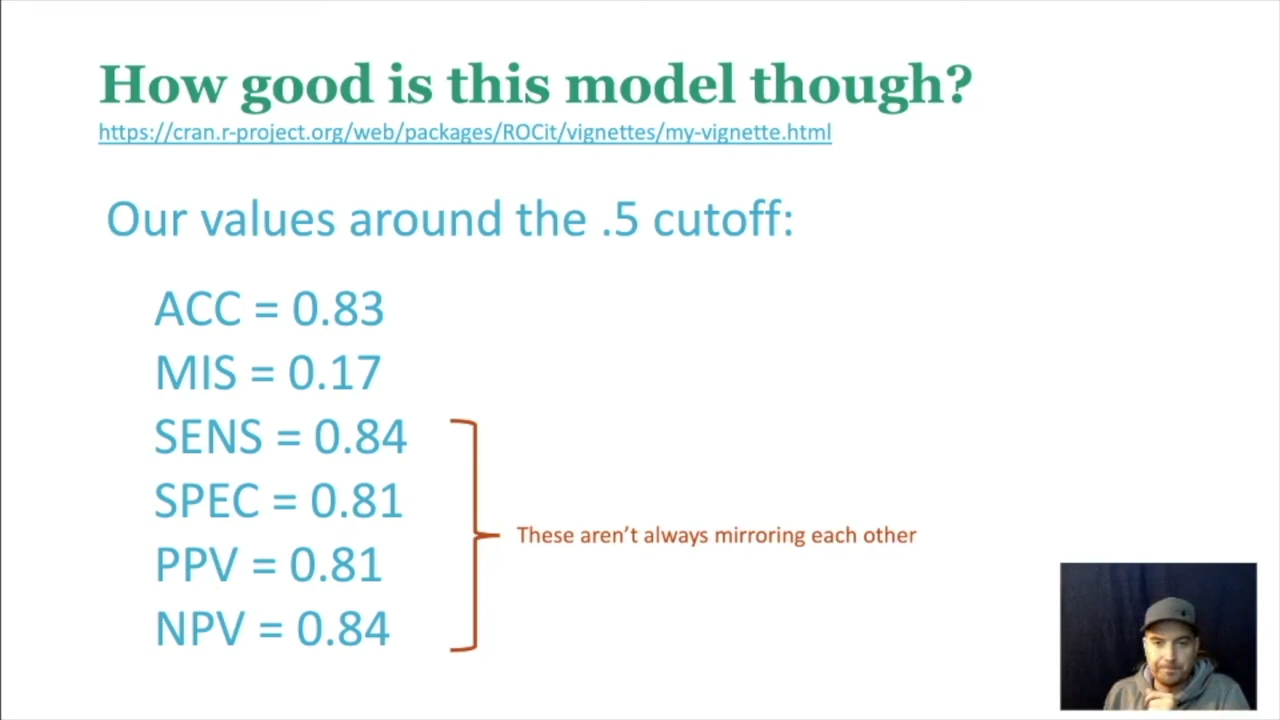 How good is this model though?
https://cran.r-project.org/web/packages/ROCit/vignettes/my-vignette.html
Our values around the .5 cutoff:
ACC = 0.83
MIS = 0.17
SENS = 0.84
SPEC = 0.81
PPV = 0.81
NPV = 0.84
These aren’t always mirroring each other